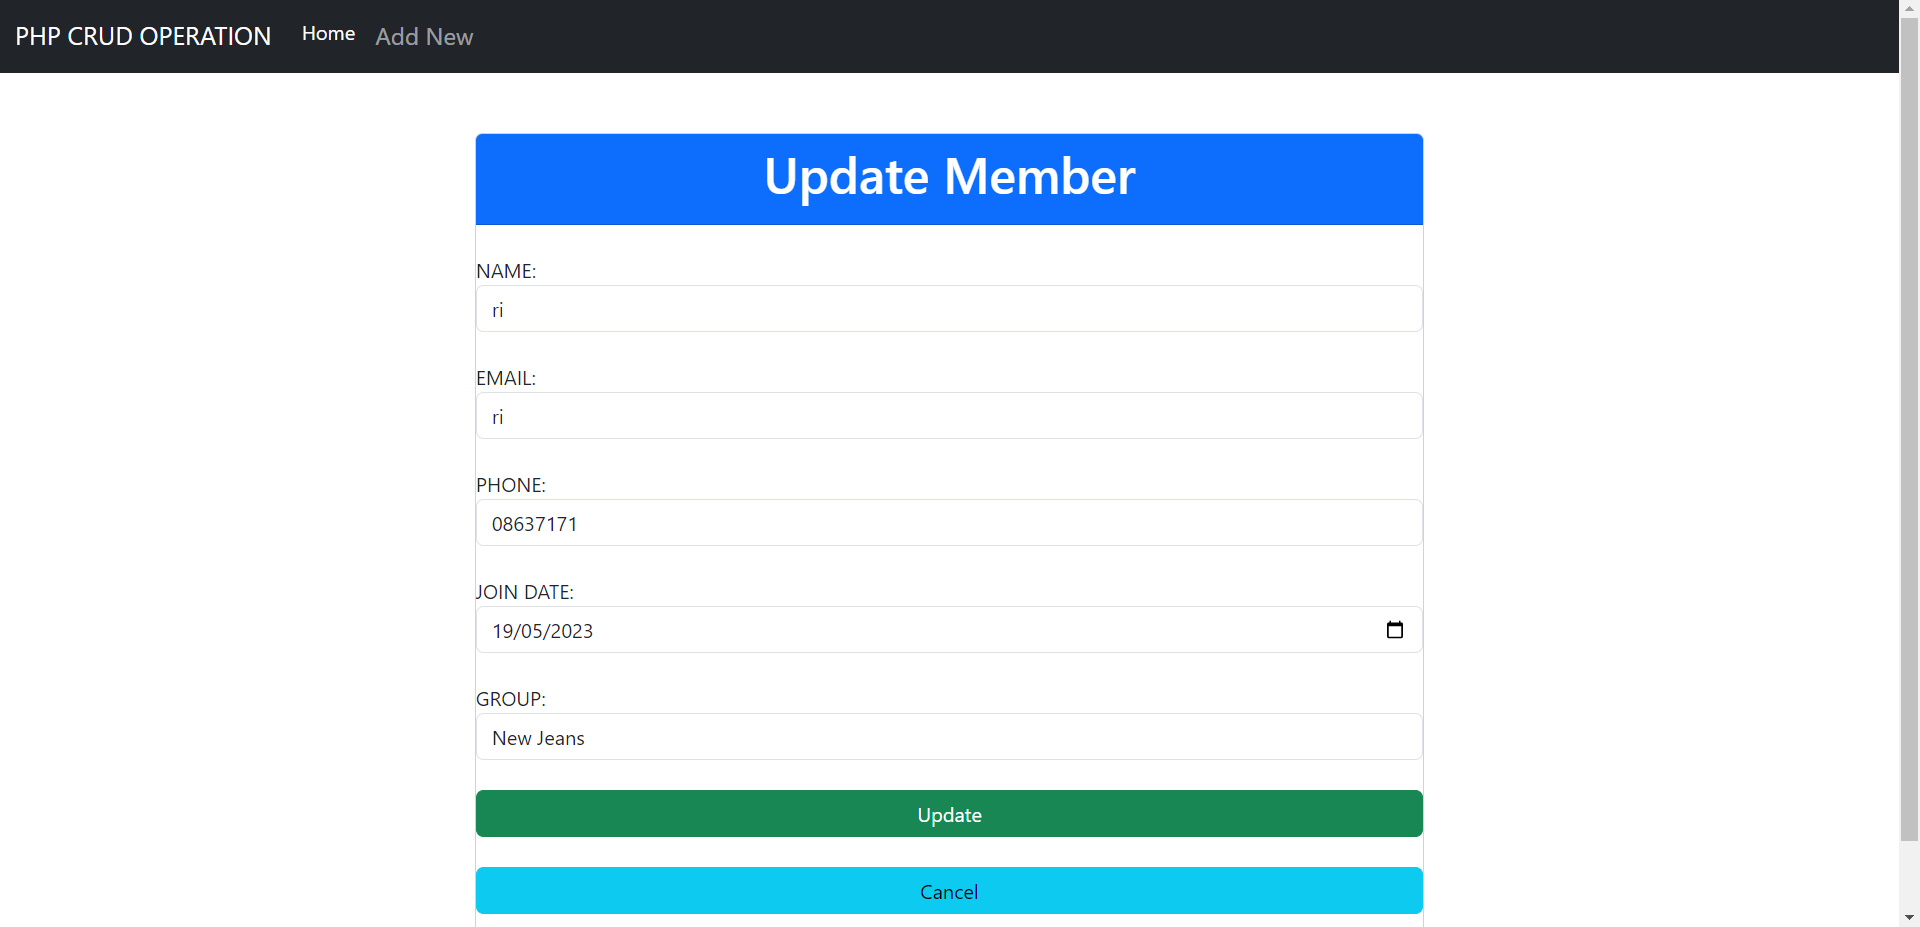 PHP CRUD OPERATION Home Add New
Update Member
NAME:
ri
EMAIL:
ri
PHONE:
08637171
JOIN DATE:
19/05/2023
GROUP:
New Jeans
Update
Cancel